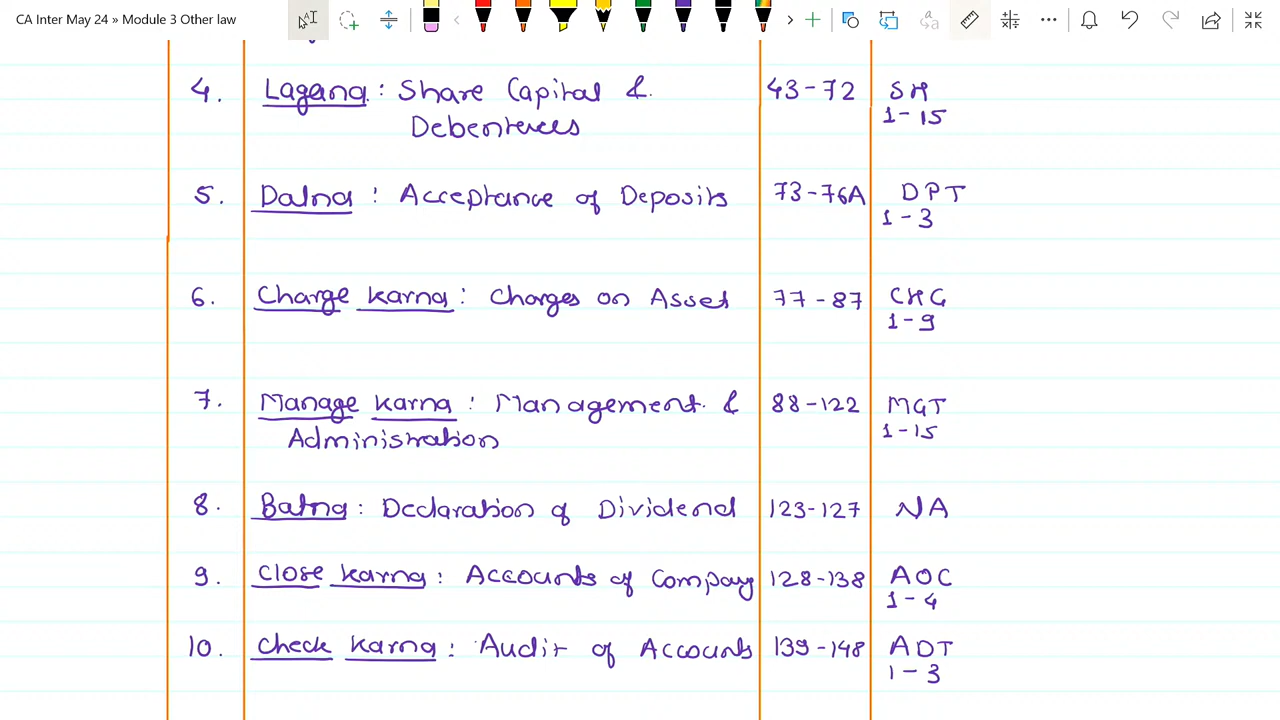 CA Inter May 24 » Module 3 Other law
4. Lagana : Share Capital & 43-72 SH
Debentures 1-15
5. Dalna : Acceptance of Deposits 73-76A DPT
1-3
6. Charge Karna : Charges on Asset 77-87 CHG
1-9
7. Manage Karna : Management & 88-122 MGT
Administration 1-15
8. Batna : Declaration of Dividend 123-127 NA
9. Close Karna : Accounts of Company 128-138 AOC
1-4
10. Check Karna : Audit of Accounts 139-148 ADT
1-3